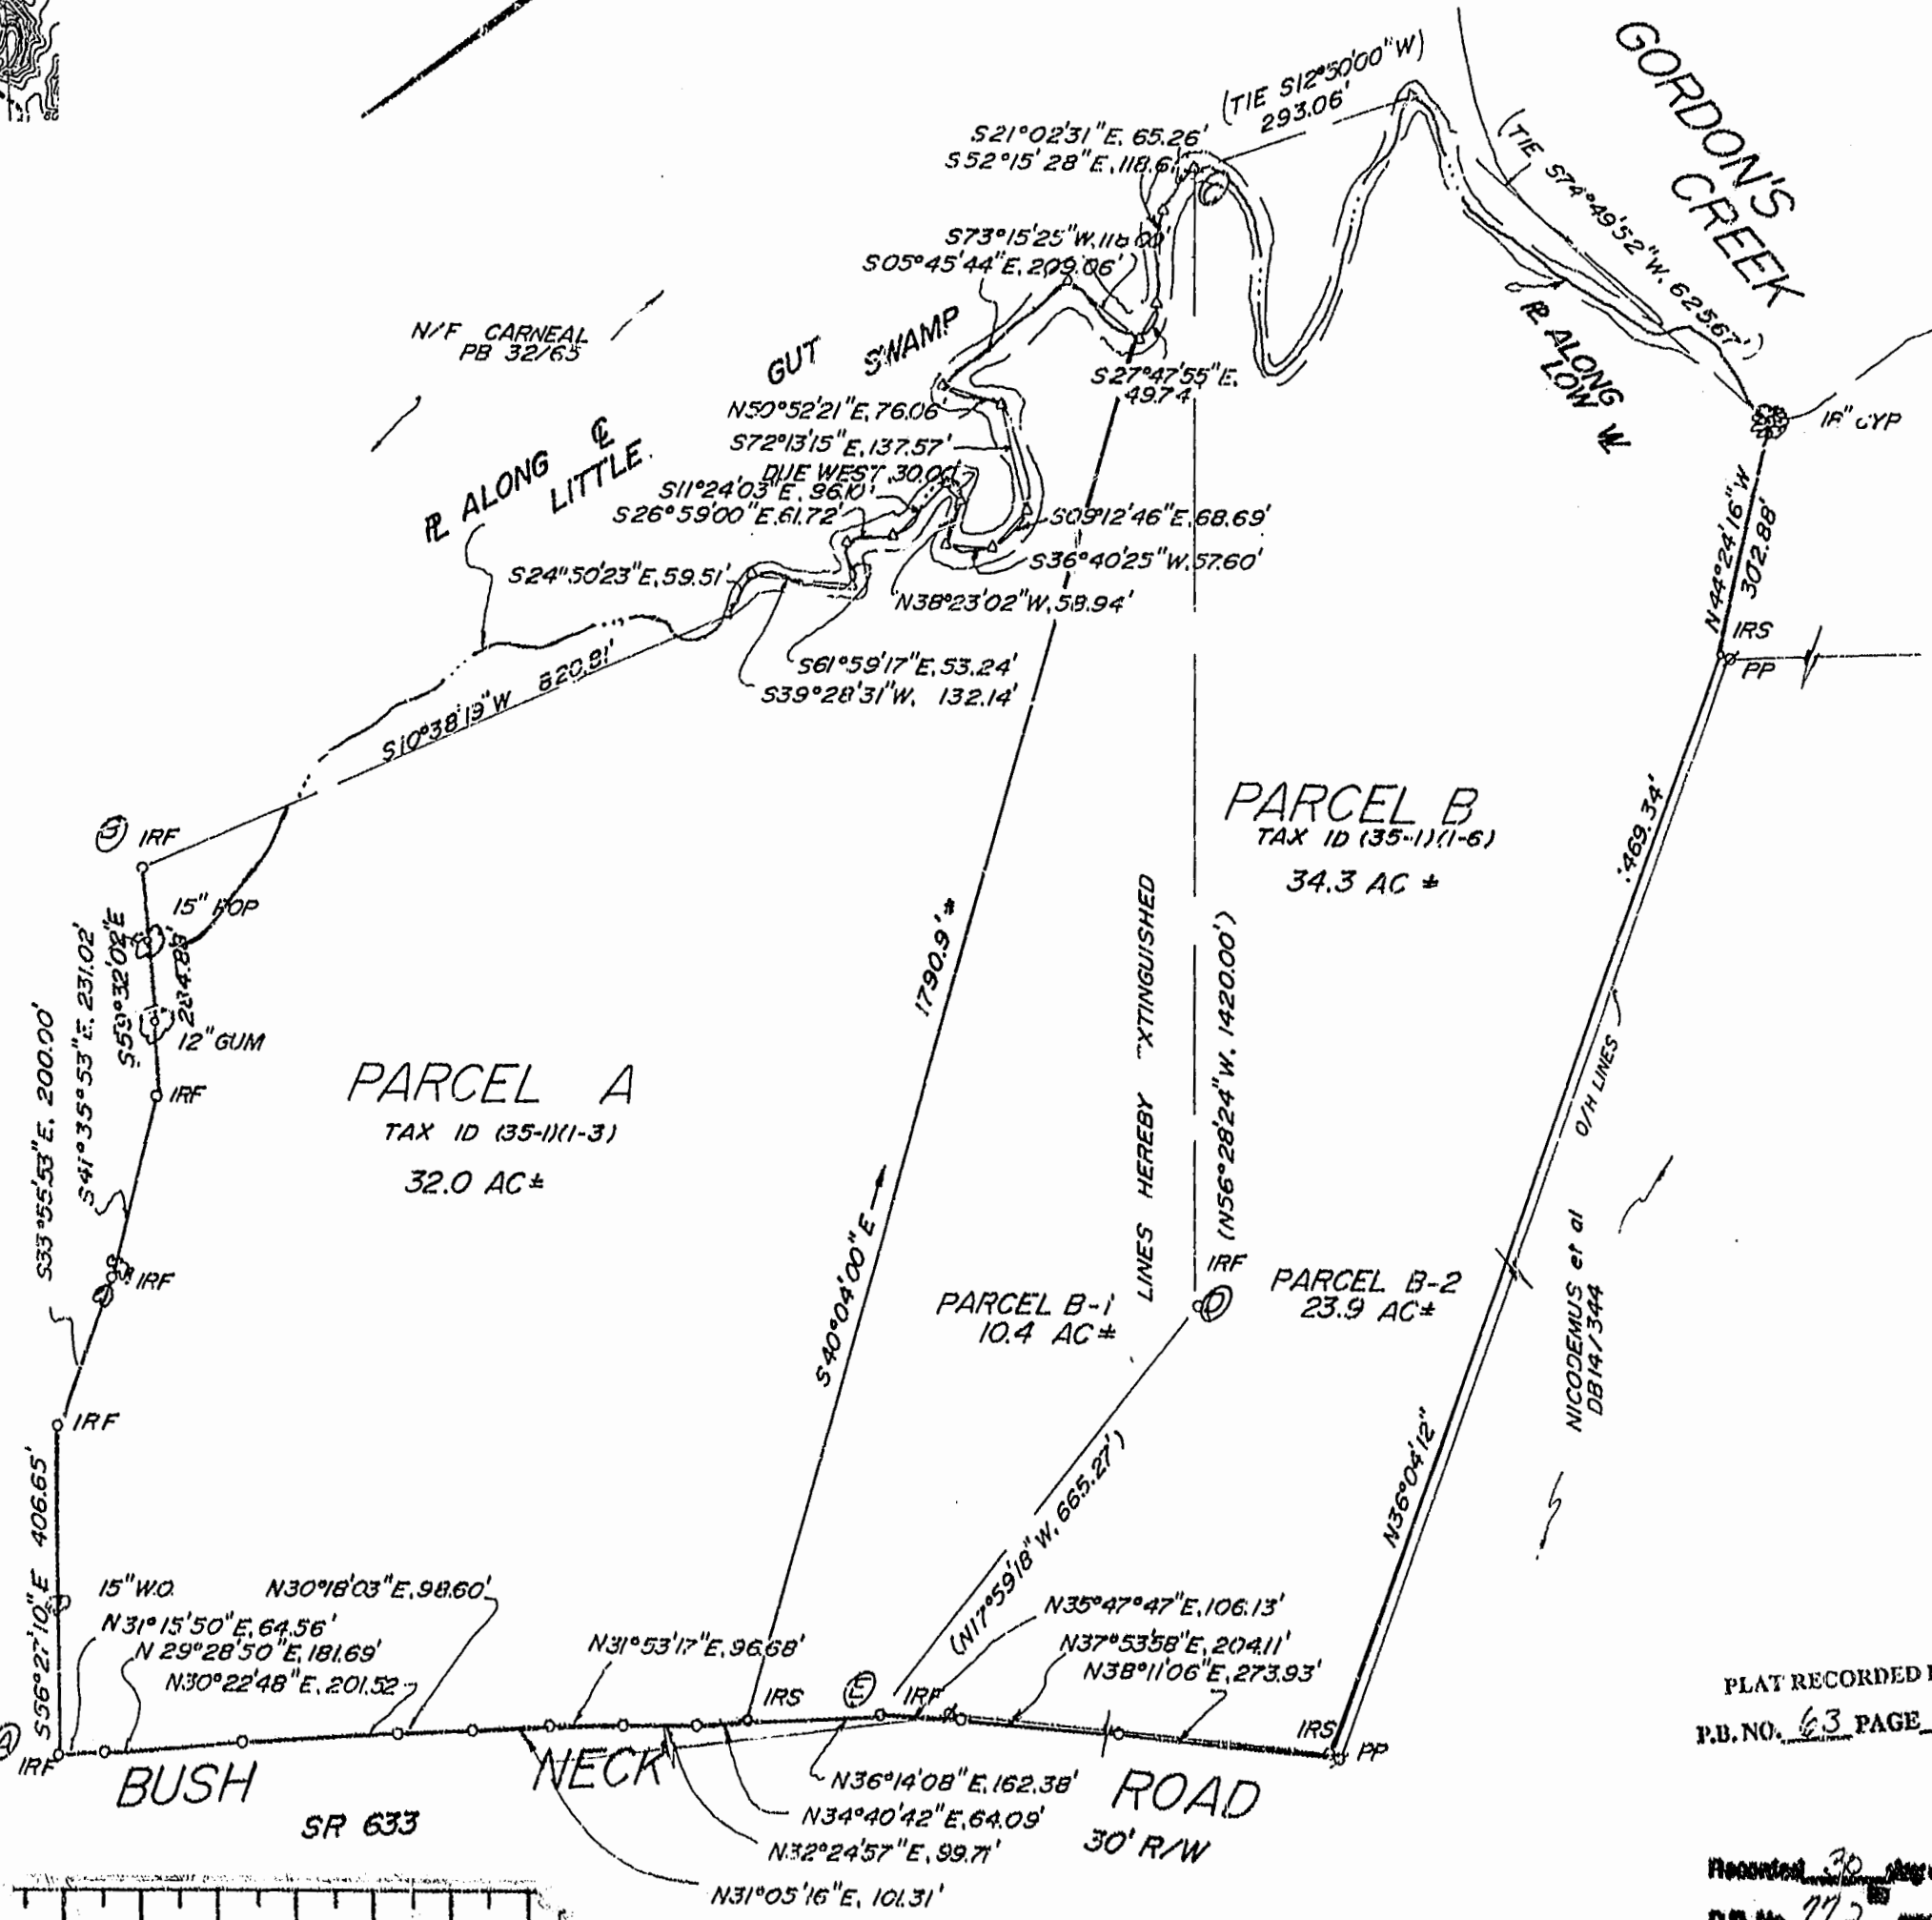 GORDON'S
CREEK
(TIE S12°30'00"W)
293.06'
S21°02'31"E, 65.26'
S52°15'28"E, 118.61'
(TIE S74°49'52"W, 625.67')
S73°15'25"W, 118.00'
S05°45'44"E, 209.06'
N/F CARNEAL
PB 32/65
GUT SWAMP
℄ ALONG
LOW W
S27°47'55"E,
49.74
18" CYP
N50°52'21"E, 76.06'
S72°13'15"E, 137.57'
DUE WEST, 30.00'
S11°24'03"E, 86.10'
S26°59'00"E, 61.72'
PL ALONG ℄
LITTLE
S09°12'46"E, 68.69'
S36°40'25"W, 57.60'
S24°50'23"E, 59.51'
N38°23'02"W, 58.94'
N44°24'16"W
302.88'
IRS
PP
S61°59'17"E, 53.24'
S39°28'31"W, 132.14'
S10°38'19"W 820.81'
PARCEL B
TAX ID (35-1)(1-6)
34.3 AC ±
:469.34'
B IRF
15" POP
S59°32'02"E
284.88'
12" GUM
IRF
S41°35'53"E, 231.02'
S33°55'53"E, 200.00'
1790.9'±
LINES HEREBY EXTINGUISHED
(N56°28'24"W, 1420.00')
O/H LINES
PARCEL A
TAX ID (35-1)(1-3)
32.0 AC±
S40°04'00"E
IRF
IRF
D
PARCEL B-1
10.4 AC±
PARCEL B-2
23.9 AC±
NICODEMUS et al
DB141/344
IRF
S56°27'10"E 406.65'
N36°04'12"
(N17°59'18"W, 665.27')
15" W.O.
N30°18'03"E, 98.60'
N31°15'50"E, 64.56'
N29°28'50"E, 181.69'
N30°22'48"E, 201.52
N31°53'17"E, 96.68'
N35°47'47"E, 106.13'
N37°53'58"E, 204.11'
N38°11'06"E, 273.93'
IRS
E IRF
IRS
PP
A
IRF
BUSH NECK ROAD
SR 633
30' R/W
N36°14'08"E, 162.38'
N34°40'42"E, 64.09'
N32°24'57"E, 99.71'
N31°05'16"E, 101.31'
PLAT RECORDED
P.B. NO. 63 PAGE
Recorded 30